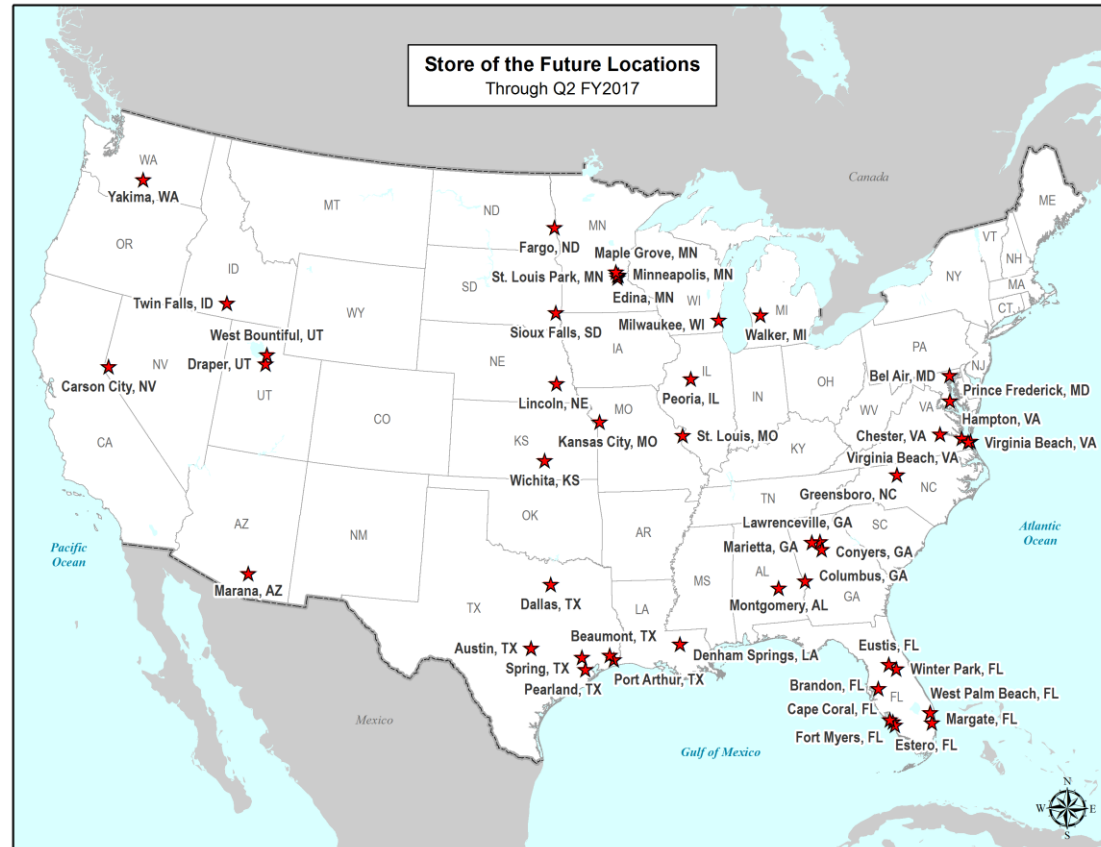 Store of the Future Locations
Through Q2 FY2017
Canada
WA
Yakima, WA
MT
ND
MN
ME
Fargo, ND
Maple Grove, MN
VT
OR
NH
ID
St. Louis Park, MN
Minneapolis, MN
NY
MA
SD
Edina, MN
WI
CT
RI
Twin Falls, ID
WY
MI
Sioux Falls, SD
Milwaukee, WI
Walker, MI
West Bountiful, UT
IA
PA
NE
NJ
Draper, UT
NV
OH
Bel Air, MD
Carson City, NV
IL
Prince Frederick, MD
Lincoln, NE
Peoria, IL
IN
UT
MO
WV
VA
CO
Hampton, VA
CA
Kansas City, MO
St. Louis, MO
Chester, VA
Virginia Beach, VA
KS
KY
Virginia Beach, VA
Wichita, KS
Greensboro, NC
NC
TN
OK
SC
AZ
NM
AR
Lawrenceville, GA
Pacific
Ocean
Marietta, GA
Conyers, GA
Atlantic
Ocean
MS
AL
Columbus, GA
Marana, AZ
Dallas, TX
Montgomery, AL
GA
TX
LA
Beaumont, TX
Austin, TX
Denham Springs, LA
Eustis, FL
Spring, TX
Winter Park, FL
Port Arthur, TX
Pearland, TX
Brandon, FL
FL
West Palm Beach, FL
Cape Coral, FL
Margate, FL
Mexico
Fort Myers, FL
Estero, FL
Gulf of Mexico
N
W
E
S